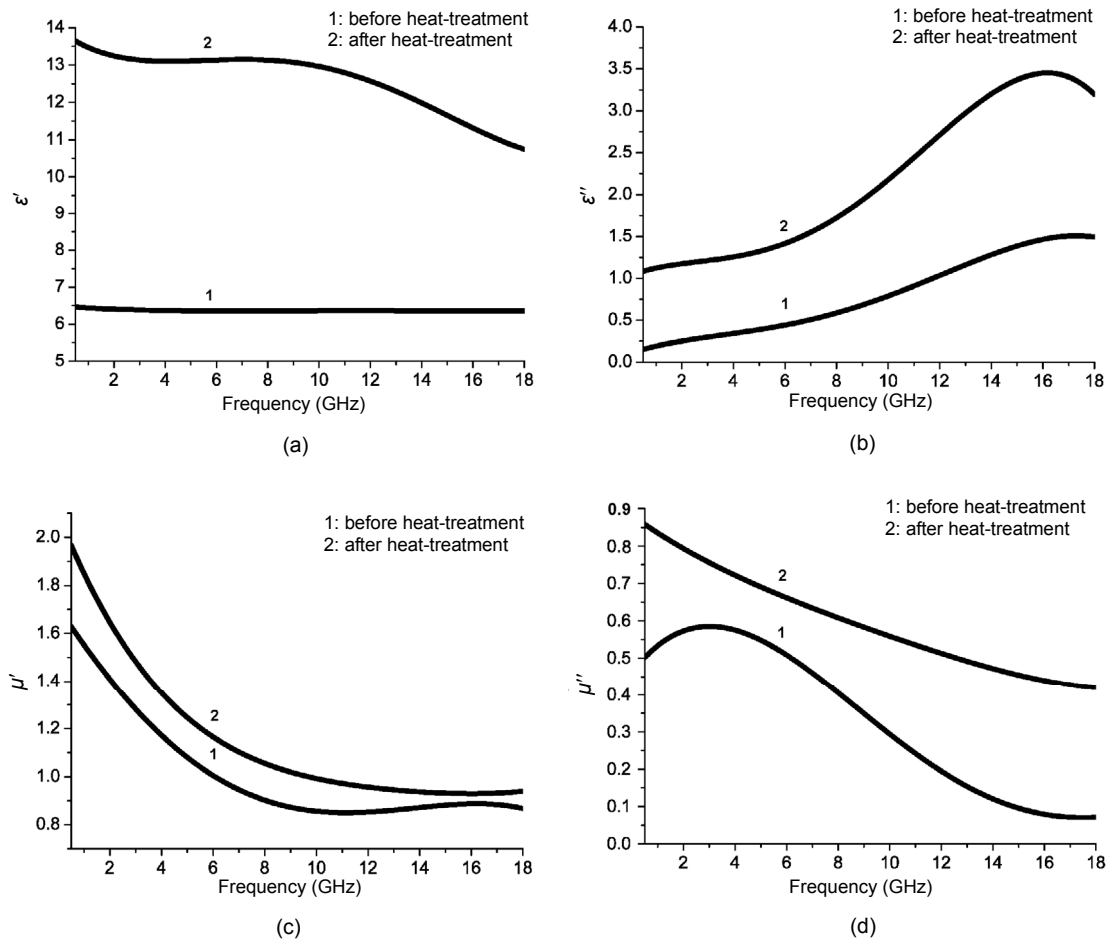 1: before heat-treatment
2: after heat-treatment
14
13
12
11
10
9
8
7
6
5
ε′
2
1
2 4 6 8 10 12 14 16 18
Frequency (GHz)
(a)
1: before heat-treatment
2: after heat-treatment
4.0
3.5
3.0
2.5
2.0
1.5
1.0
0.5
0.0
ε′′
2
1
2 4 6 8 10 12 14 16 18
Frequency (GHz)
(b)
1: before heat-treatment
2: after heat-treatment
2.0
1.8
1.6
1.4
1.2
1.0
0.8
μ′
2
1
2 4 6 8 10 12 14 16 18
Frequency (GHz)
(c)
1: before heat-treatment
2: after heat-treatment
0.9
0.8
0.7
0.6
0.5
0.4
0.3
0.2
0.1
0.0
μ′′
2
1
2 4 6 8 10 12 14 16 18
Frequency (GHz)
(d)